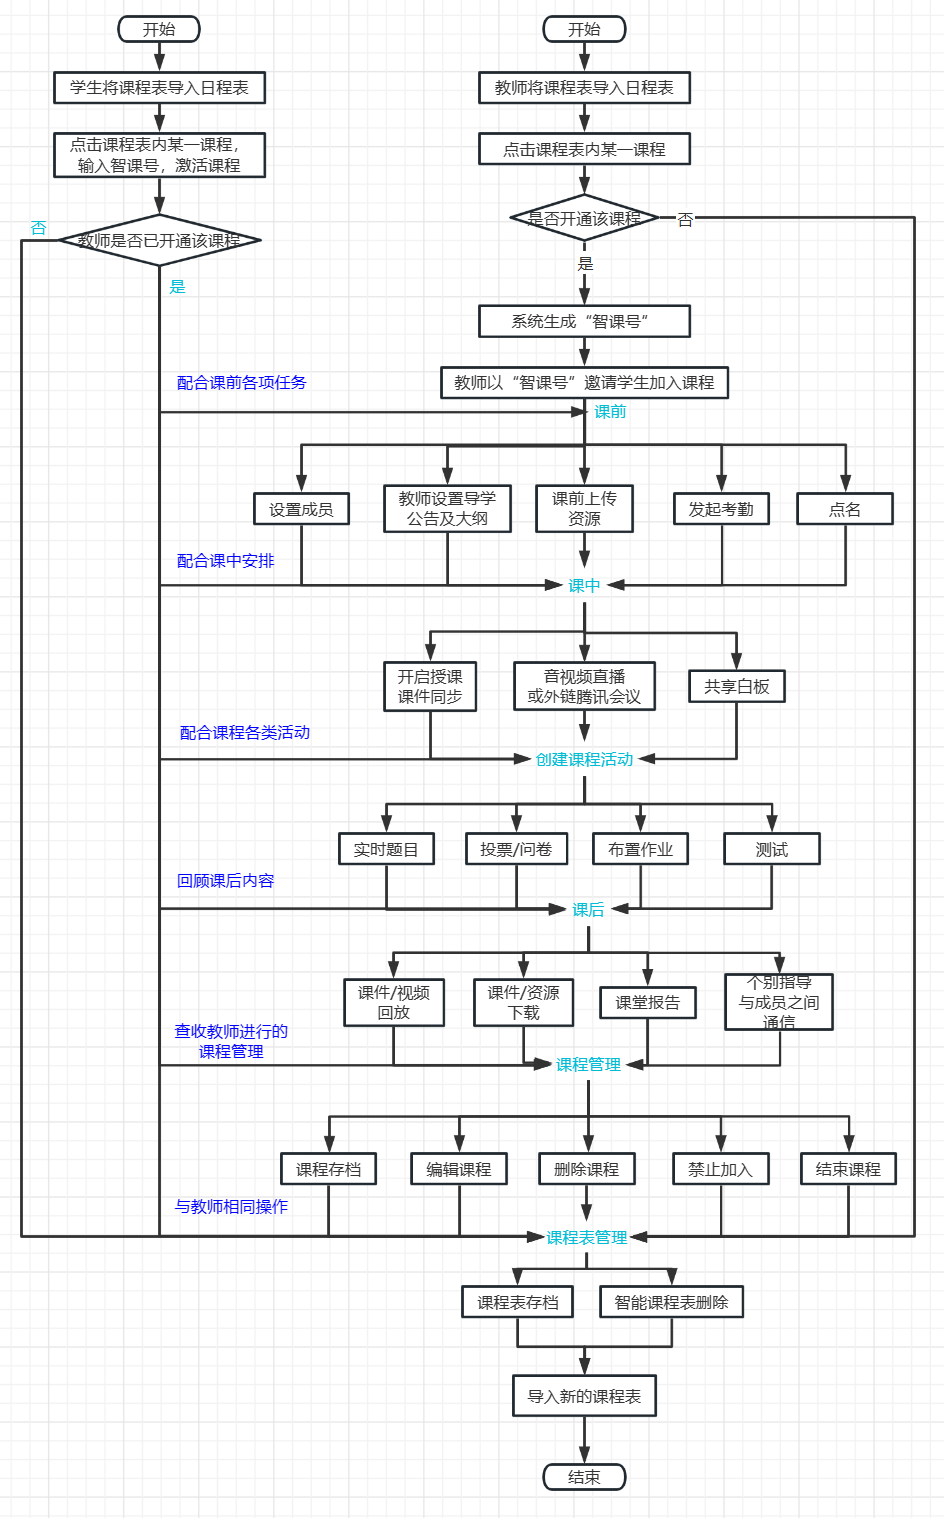 开始
开始
学生将课程表导入日程表
教师将课程表导入日程表
点击课程表内某一课程，
输入智课号，激活课程
点击课程表内某一课程
否
教师是否已开通该课程
是否开通该课程
否
是
是
系统生成“智课号”
配合课前各项任务
教师以“智课号”邀请学生加入课程
课前
设置成员
教师设置导学
公告及大纲
课前上传
资源
发起考勤
点名
配合课中安排
课中
开启授课
课件同步
音视频直播
或外链腾讯会议
共享白板
配合课程各类活动
创建课程活动
实时题目
投票/问卷
布置作业
测试
回顾课后内容
课后
课件/视频
回放
课件/资源
下载
课堂报告
个别指导
与成员之间
通信
查收教师进行的
课程管理
课程管理
课程存档
编辑课程
删除课程
禁止加入
结束课程
与教师相同操作
课程表管理
课程表存档
智能课程表删除
导入新的课程表
结束